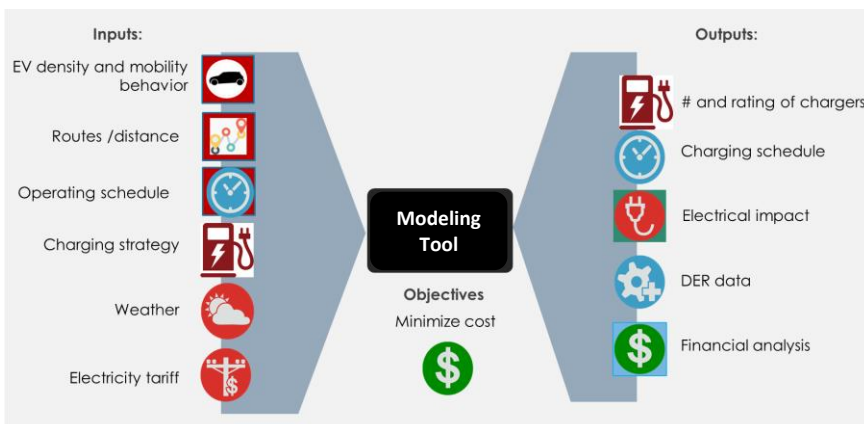 Inputs:
EV density and mobility
behavior
Routes /distance
Operating schedule
Charging strategy
Weather
Electricity tariff
Modeling
Tool
Objectives
Minimize cost
Outputs:
# and rating of chargers
Charging schedule
Electrical impact
DER data
Financial analysis